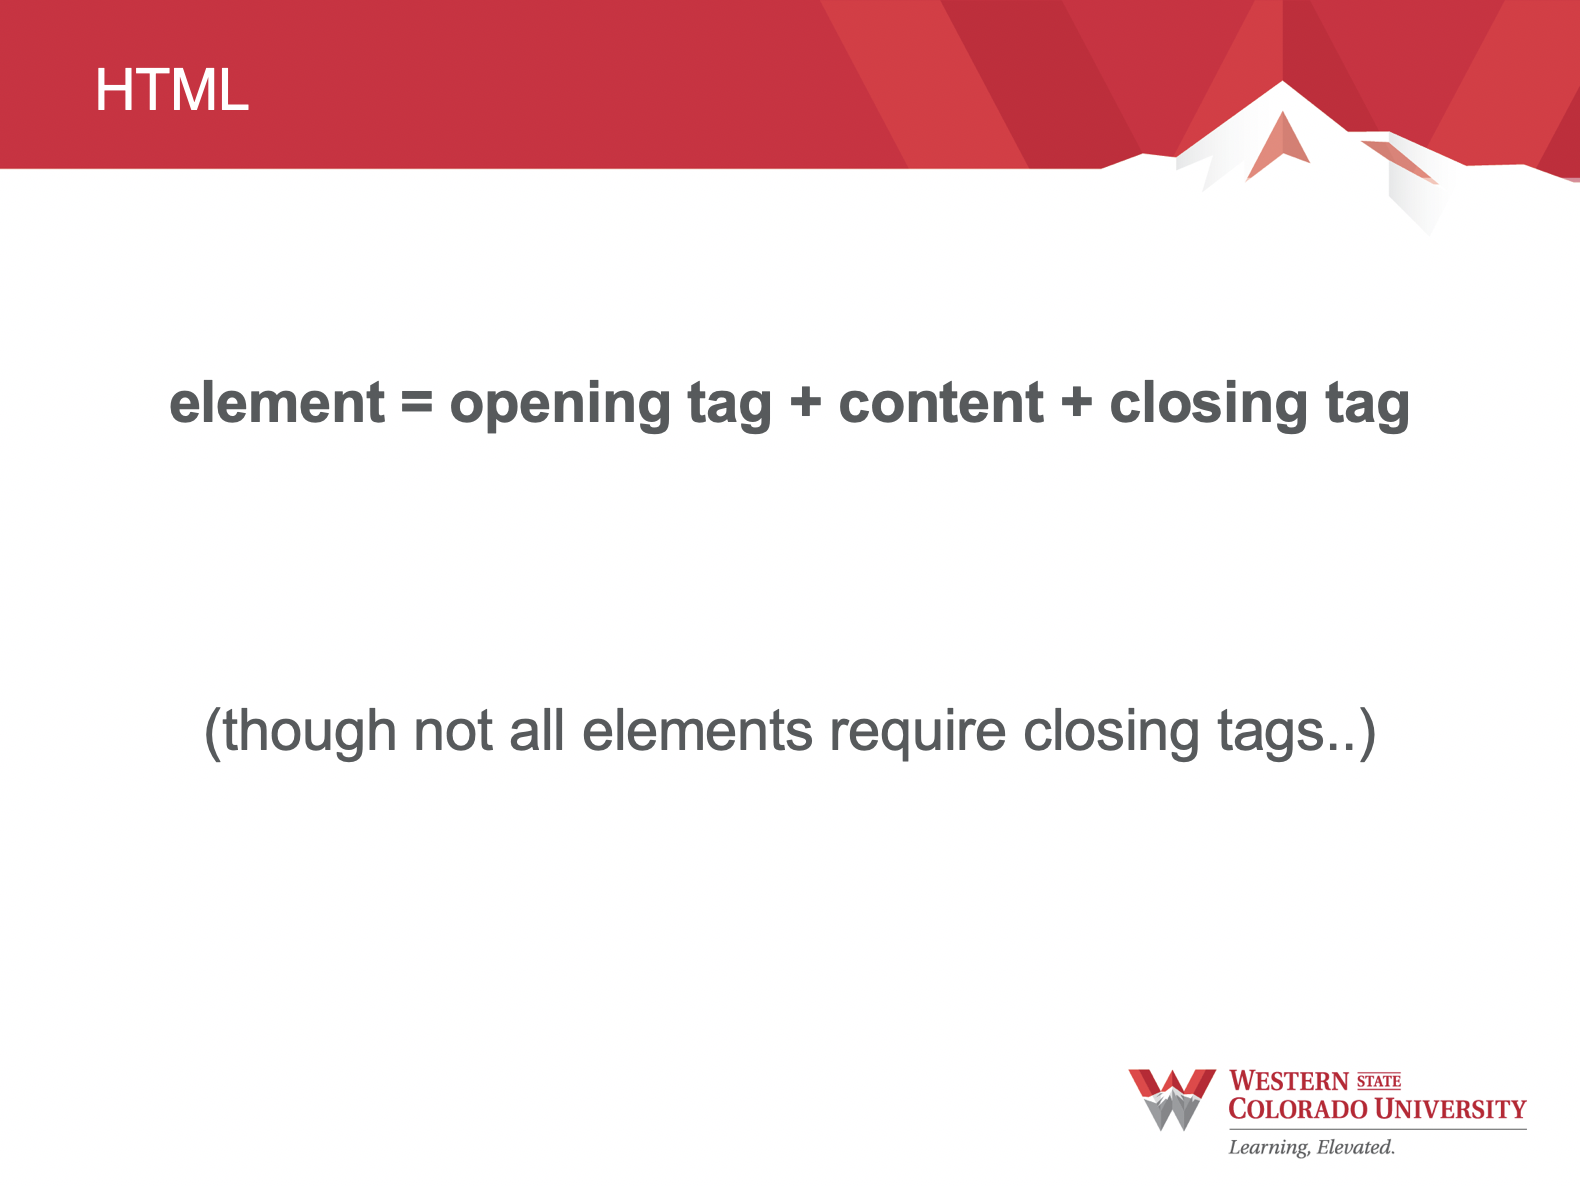 HTML
element = opening tag + content + closing tag
(though not all elements require closing tags..)
WESTERN STATE
COLORADO UNIVERSITY
Learning, Elevated.